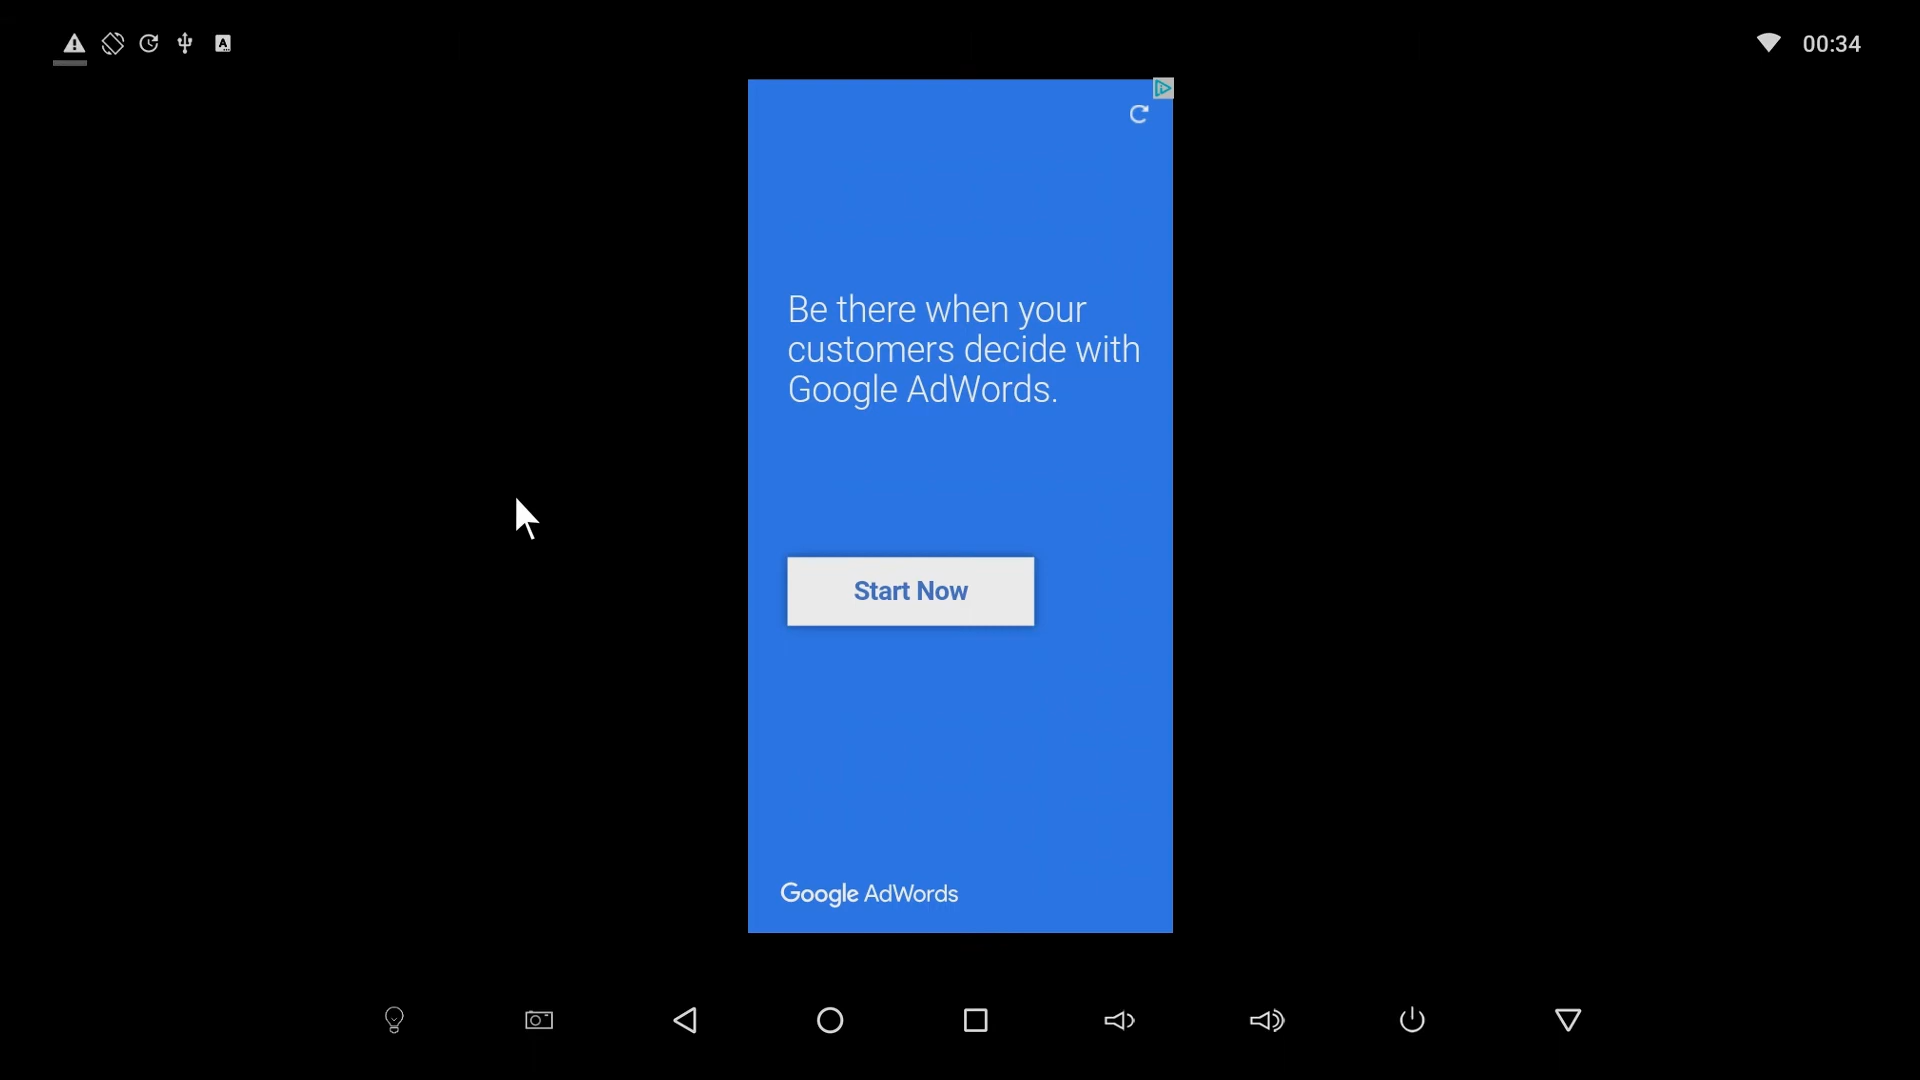 A
00:34
Be there when your
customers decide with
Google AdWords.
Start Now
Google AdWords